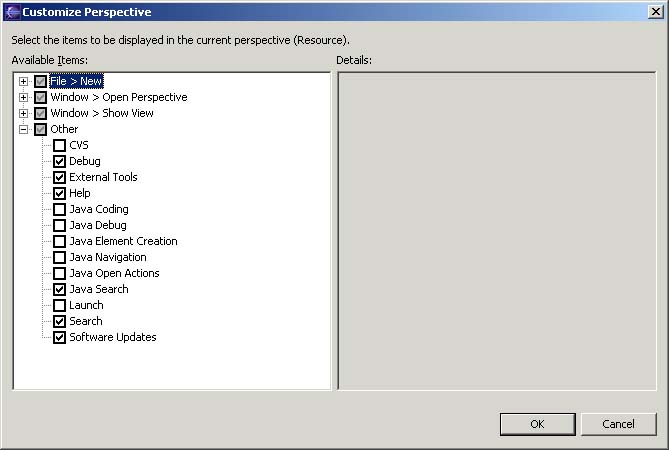 Customize Perspective
Select the items to be displayed in the current perspective (Resource).
Available Items:
Details:
File > New
Window > Open Perspective
Window > Show View
Other
CVS
Debug
External Tools
Help
Java Coding
Java Debug
Java Element Creation
Java Navigation
Java Open Actions
Java Search
Launch
Search
Software Updates
OK
Cancel